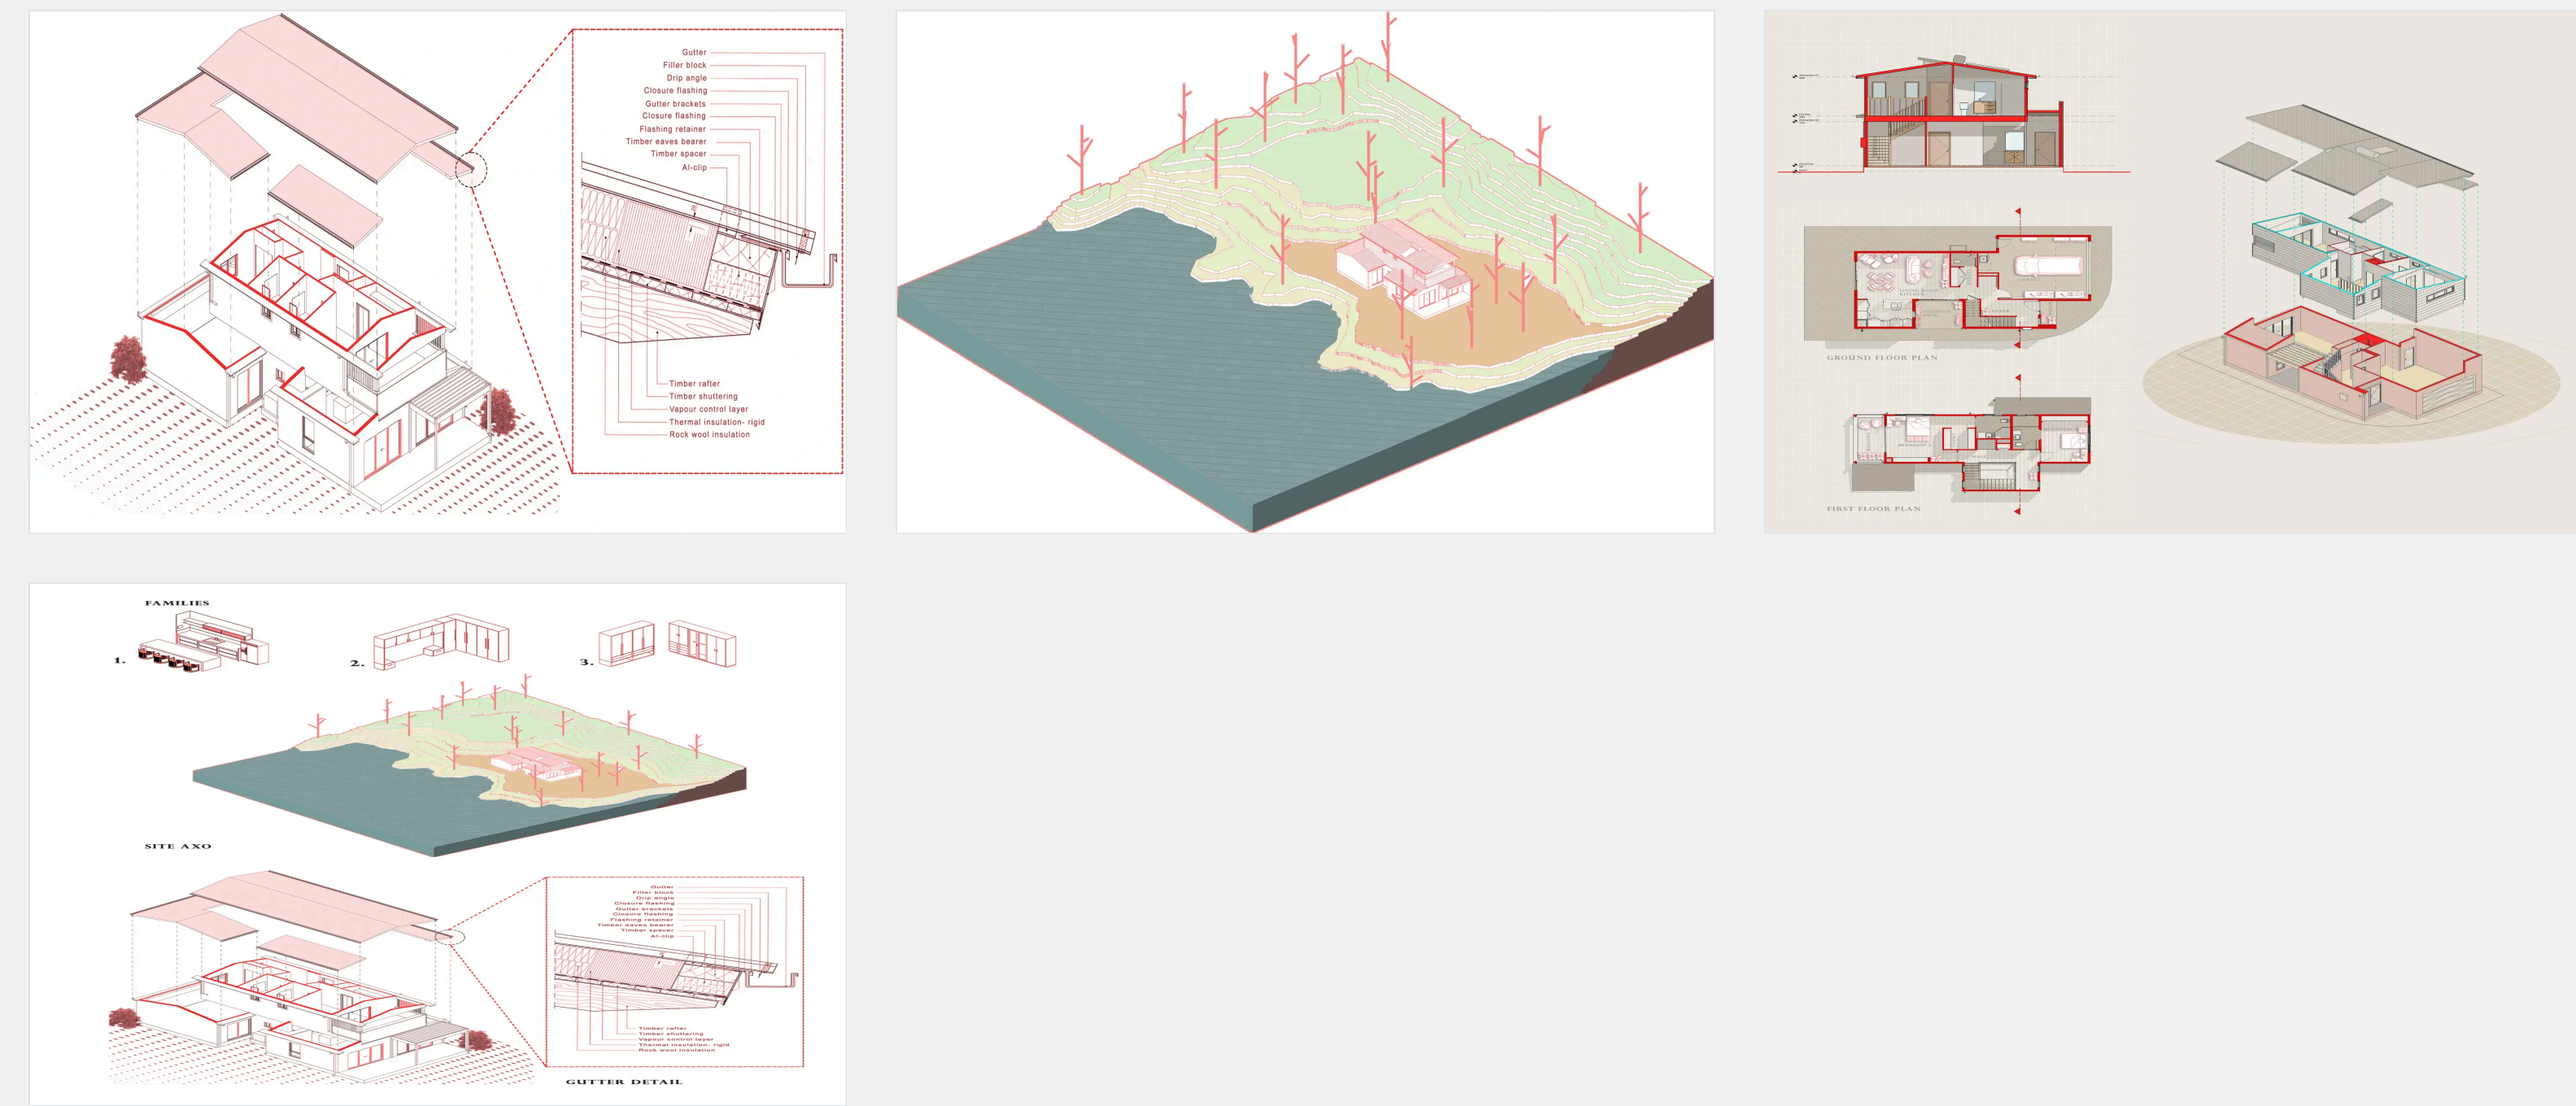 Gutter
Filler block
Drip angle
Closure flashing
Gutter brackets
Closure flashing
Flashing retainer
Timber eaves bearer
Timber spacer
Al-clip
Timber rafter
Timber shuttering
Vapour control layer
Thermal insulation- rigid
Rock wool insulation
GROUND FLOOR PLAN
FIRST FLOOR PLAN
FAMILIES
1.
2.
3.
SITE AXO
Gutter
Filler block
Drip angle
Closure flashing
Gutter brackets
Closure flashing
Flashing retainer
Timber eaves bearer
Timber spacer
Al-clip
Timber rafter
Timber shuttering
Vapour control layer
Thermal insulation- rigid
Rock wool insulation
GUTTER DETAIL